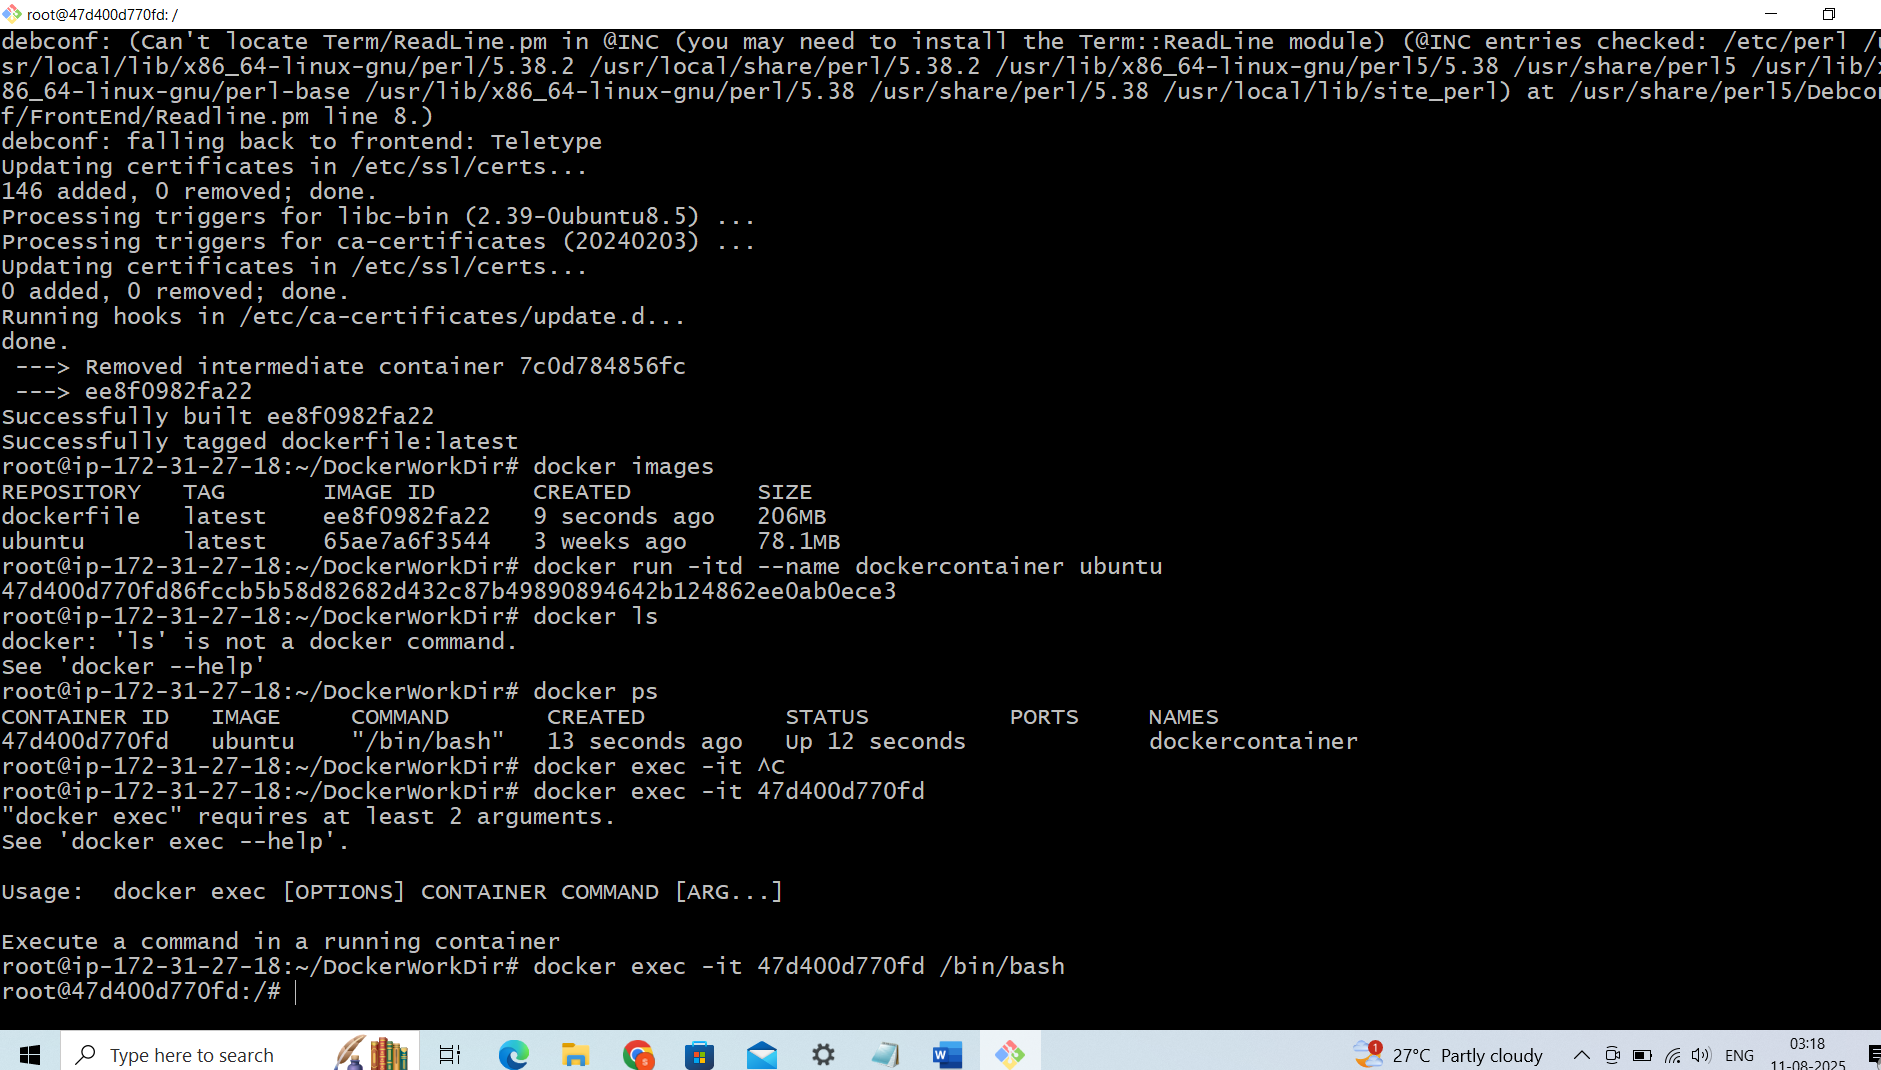 root@47d400d770fd: /
debconf: (Can't locate Term/ReadLine.pm in @INC (you may need to install the Term::ReadLine module) (@INC entries checked: /etc/perl /u
sr/local/lib/x86_64-linux-gnu/perl/5.38.2 /usr/local/share/perl/5.38.2 /usr/lib/x86_64-linux-gnu/perl5/5.38 /usr/share/perl5 /usr/lib/x
86_64-linux-gnu/perl-base /usr/lib/x86_64-linux-gnu/perl/5.38 /usr/share/perl/5.38 /usr/local/lib/site_perl) at /usr/share/perl5/Debcon
f/FrontEnd/Readline.pm line 8.)
debconf: falling back to frontend: Teletype
Updating certificates in /etc/ssl/certs...
146 added, 0 removed; done.
Processing triggers for libc-bin (2.39-0ubuntu8.5) ...
Processing triggers for ca-certificates (20240203) ...
Updating certificates in /etc/ssl/certs...
0 added, 0 removed; done.
Running hooks in /etc/ca-certificates/update.d...
done.
 ---> Removed intermediate container 7c0d784856fc
 ---> ee8f0982fa22
Successfully built ee8f0982fa22
Successfully tagged dockerfile:latest
root@ip-172-31-27-18:~/DockerWorkDir# docker images
REPOSITORY   TAG       IMAGE ID       CREATED         SIZE
dockerfile   latest    ee8f0982fa22   9 seconds ago   206MB
ubuntu       latest    65ae7a6f3544   3 weeks ago     78.1MB
root@ip-172-31-27-18:~/DockerWorkDir# docker run -itd --name dockercontainer ubuntu
47d400d770fd86fccb5b58d82682d432c87b49890894642b124862ee0ab0ece3
root@ip-172-31-27-18:~/DockerWorkDir# docker ls
docker: 'ls' is not a docker command.
See 'docker --help'
root@ip-172-31-27-18:~/DockerWorkDir# docker ps
CONTAINER ID   IMAGE     COMMAND       CREATED          STATUS          PORTS     NAMES
47d400d770fd   ubuntu    "/bin/bash"   13 seconds ago   Up 12 seconds             dockercontainer
root@ip-172-31-27-18:~/DockerWorkDir# docker exec -it ^C
root@ip-172-31-27-18:~/DockerWorkDir# docker exec -it 47d400d770fd
"docker exec" requires at least 2 arguments.
See 'docker exec --help'.
Usage:  docker exec [OPTIONS] CONTAINER COMMAND [ARG...]
Execute a command in a running container
root@ip-172-31-27-18:~/DockerWorkDir# docker exec -it 47d400d770fd /bin/bash
root@47d400d770fd:/#
Type here to search
1
27°C Partly cloudy
ENG
03:18
11-08-2025